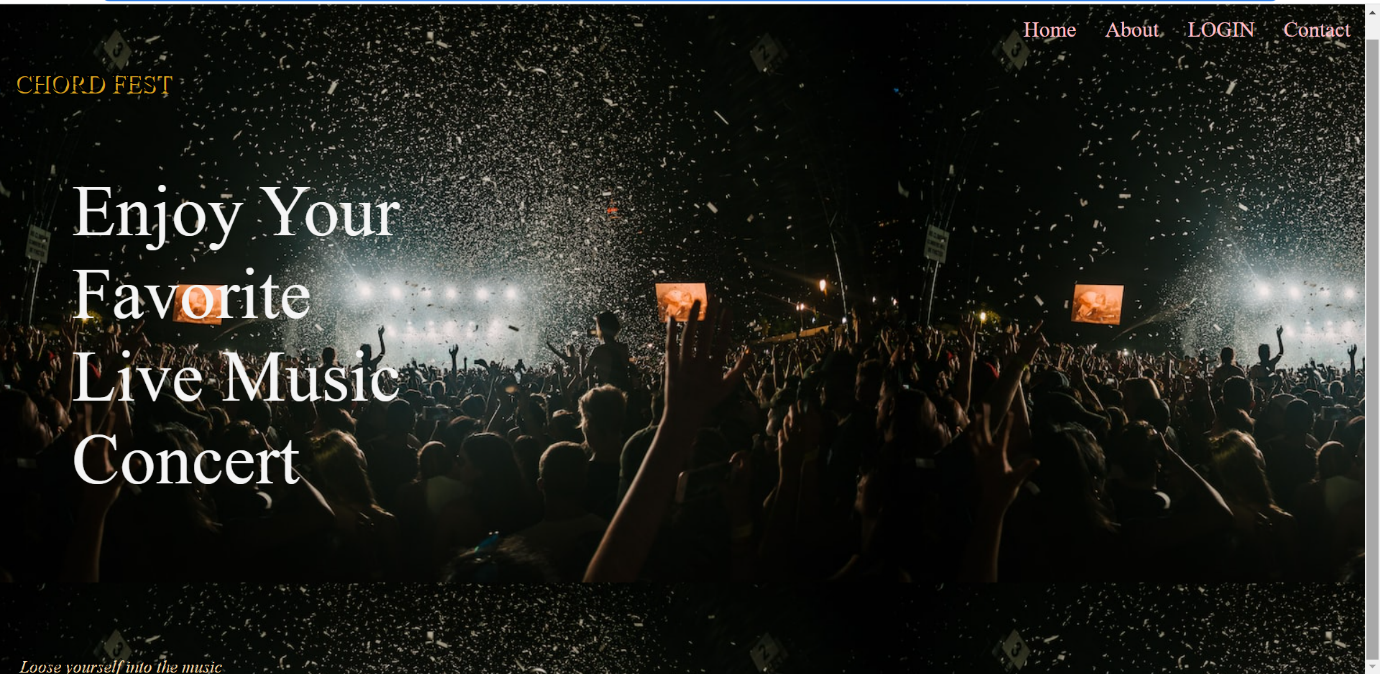 Home About LOGIN Contact
CHORD FEST
Enjoy Your
Favorite
Live Music
Concert
Loose yourself into the music